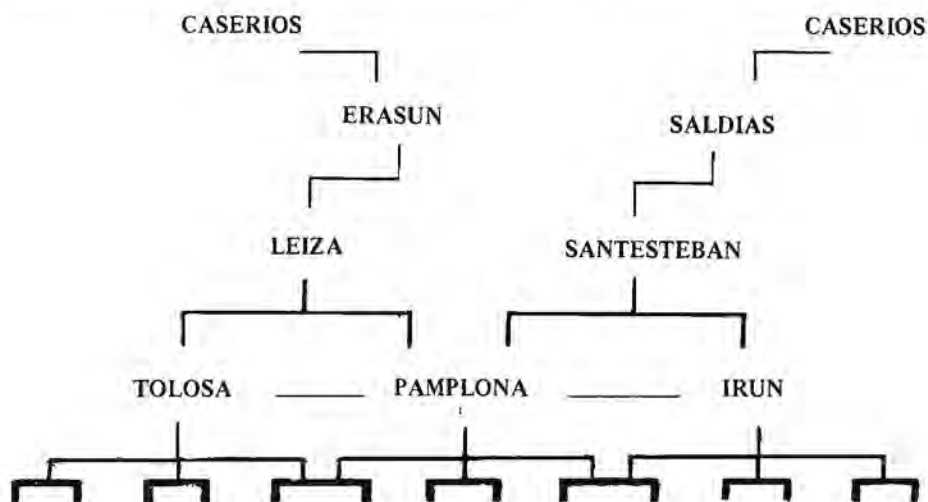 CASERIOS CASERIOS
ERASUN SALDIAS
LEIZA SANTESTEBAN
TOLOSA PAMPLONA IRUN